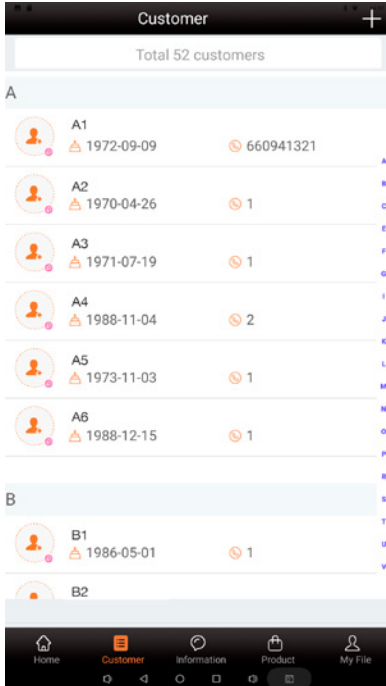 Customer
Total 52 customers
A
A1
1972-09-09 660941321
A2
1970-04-26 1
A3
1971-07-19 1
A4
1988-11-04 2
A5
1973-11-03 1
A6
1988-12-15 1
B
B1
1986-05-01 1
B2
A
B
C
E
F
G
I
J
K
L
M
N
O
P
R
S
T
U
V
Home Customer Information Product My File